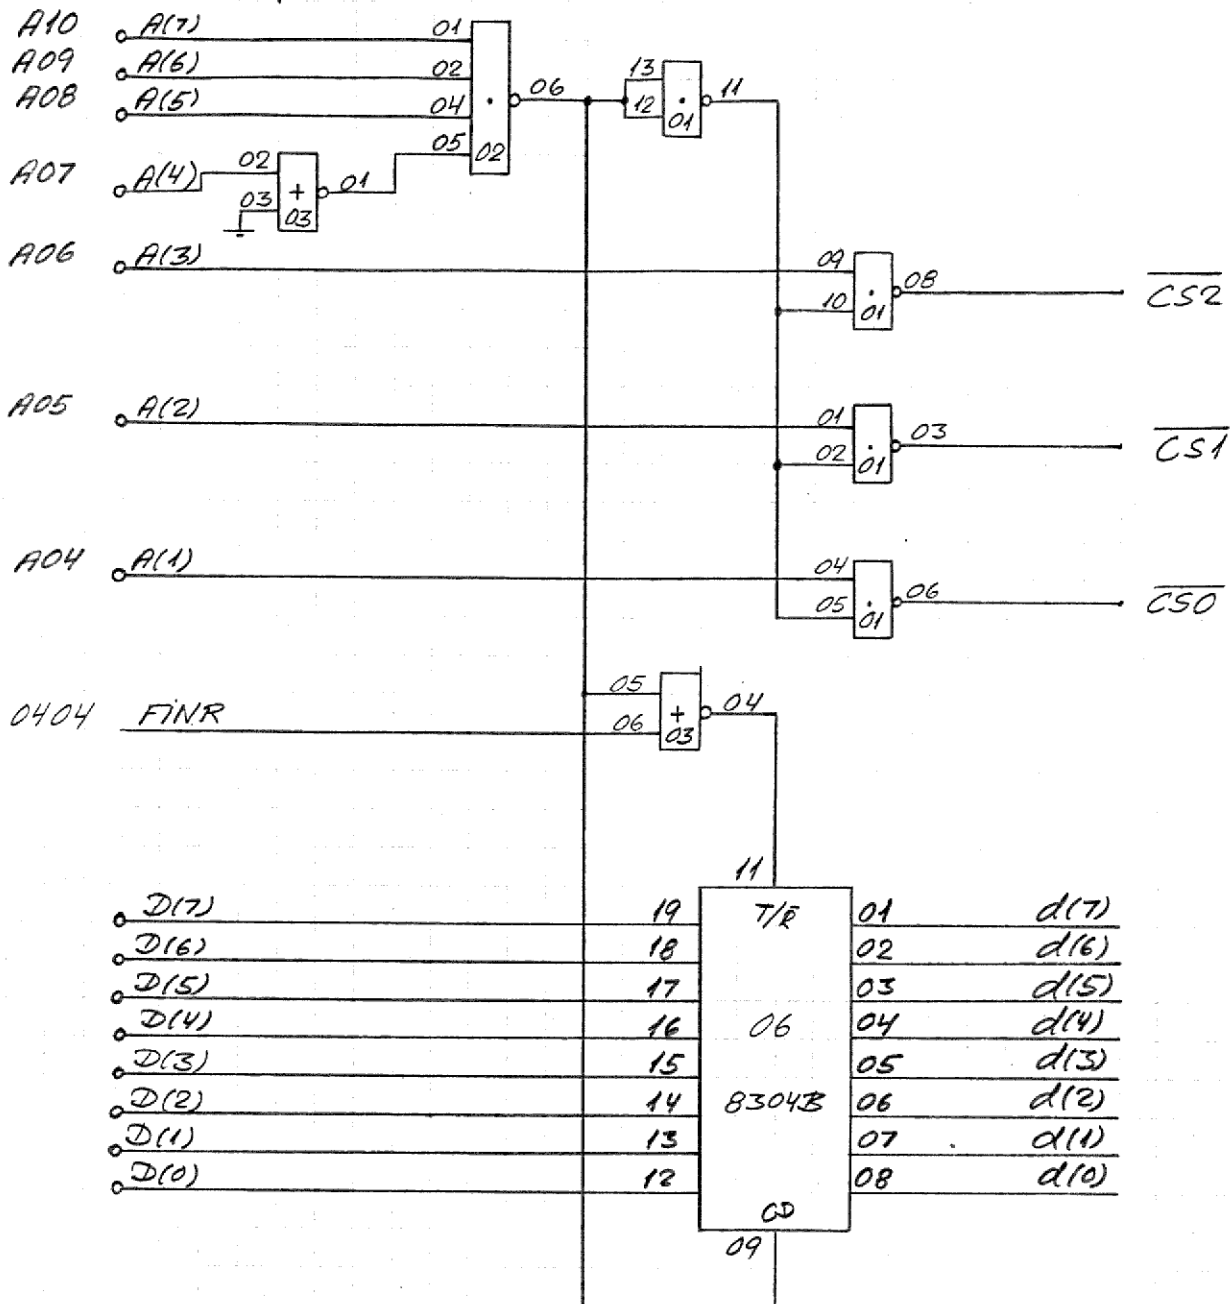 A10 A(7) 01
A09 A(6) 02 06 13 11
A08 A(5) 04 12 01
05 02
A07 A(4) 02 01
03 03
A06 A(3) 09 08 CS2
10 01
A05 A(2) 01 03 CS1
02 01
A04 A(1) 04 06 CS0
05 01
0404 FINR 05 04
06 03
11
D(7) 19 T/R 01 d(7)
D(6) 18 02 d(6)
D(5) 17 03 d(5)
D(4) 16 06 04 d(4)
D(3) 15 05 d(3)
D(2) 14 8304B 06 d(2)
D(1) 13 07 d(1)
D(0) 12 08 d(0)
CD
09